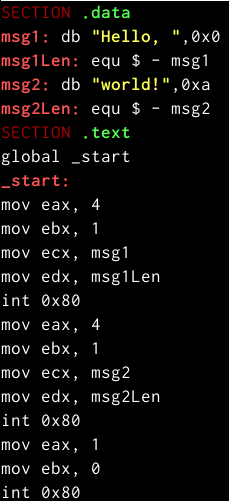 SECTION .data
msg1: db "Hello, ",0x0
msg1Len: equ $ - msg1
msg2: db "world!",0xa
msg2Len: equ $ - msg2
SECTION .text
global _start
_start:
mov eax, 4
mov ebx, 1
mov ecx, msg1
mov edx, msg1Len
int 0x80
mov eax, 4
mov ebx, 1
mov ecx, msg2
mov edx, msg2Len
int 0x80
mov eax, 1
mov ebx, 0
int 0x80